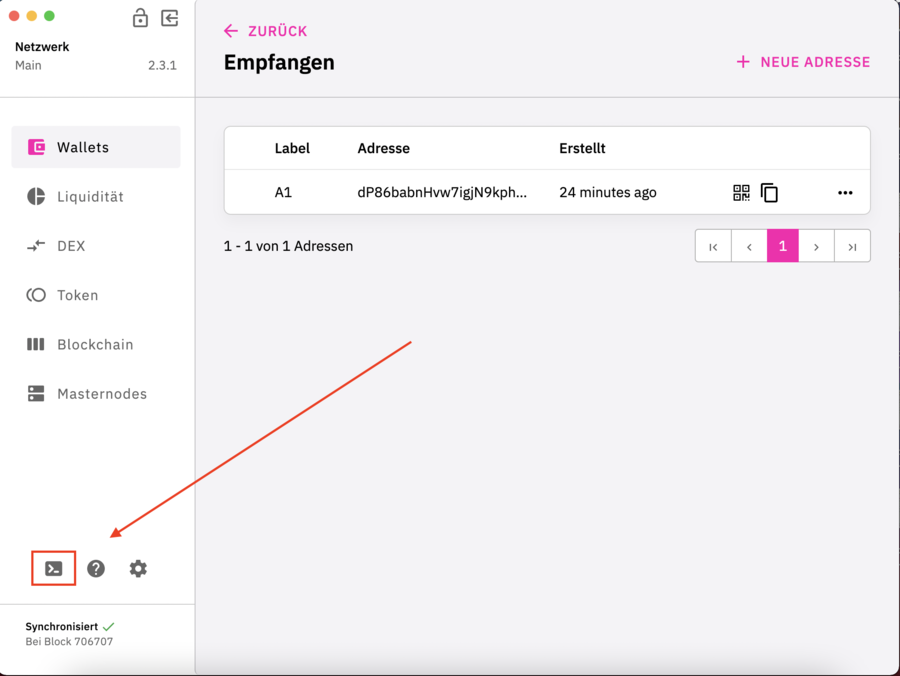 Netzwerk
Main 2.3.1
Wallets
Liquidität
DEX
Token
Blockchain
Masternodes
Synchronisiert
Bei Block 706707
ZURÜCK
Empfangen
NEUE ADRESSE
Label Adresse Erstellt
A1 dP86babnHvw7igjN9kph... 24 minutes ago
1 - 1 von 1 Adressen
1